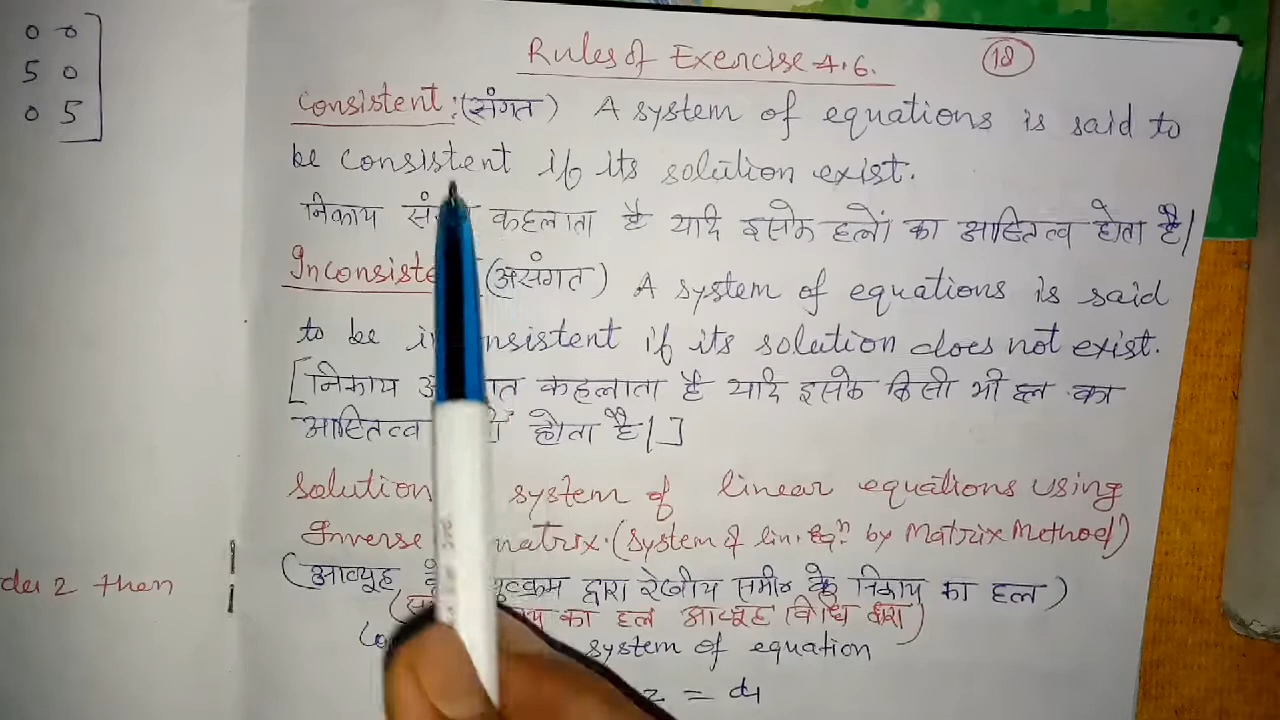 0 0
5 0
0 5
der 2 then
Rules of Exercise 4.6. 18
Consistent :(संगत) A system of equations is said to
be consistent if its solution exist.
निकाय कहलाता है यदि इसके हलों का अस्तित्व होता है|
(असंगत) A system of equations is said
to be if its solution does not exist.
[निकाय कहलाता है यदि इसके किसी भी हल का
अस्तित्व होता है|]
Solution system of linear equations using
Inverse matrix. (System of lin. Eqn by Matrix Method)
(आव्यूह द्वारा रेखीय समी० के निकाय का हल)
का हल आव्यूह विधि द्वारा)
system of equation
z = d1